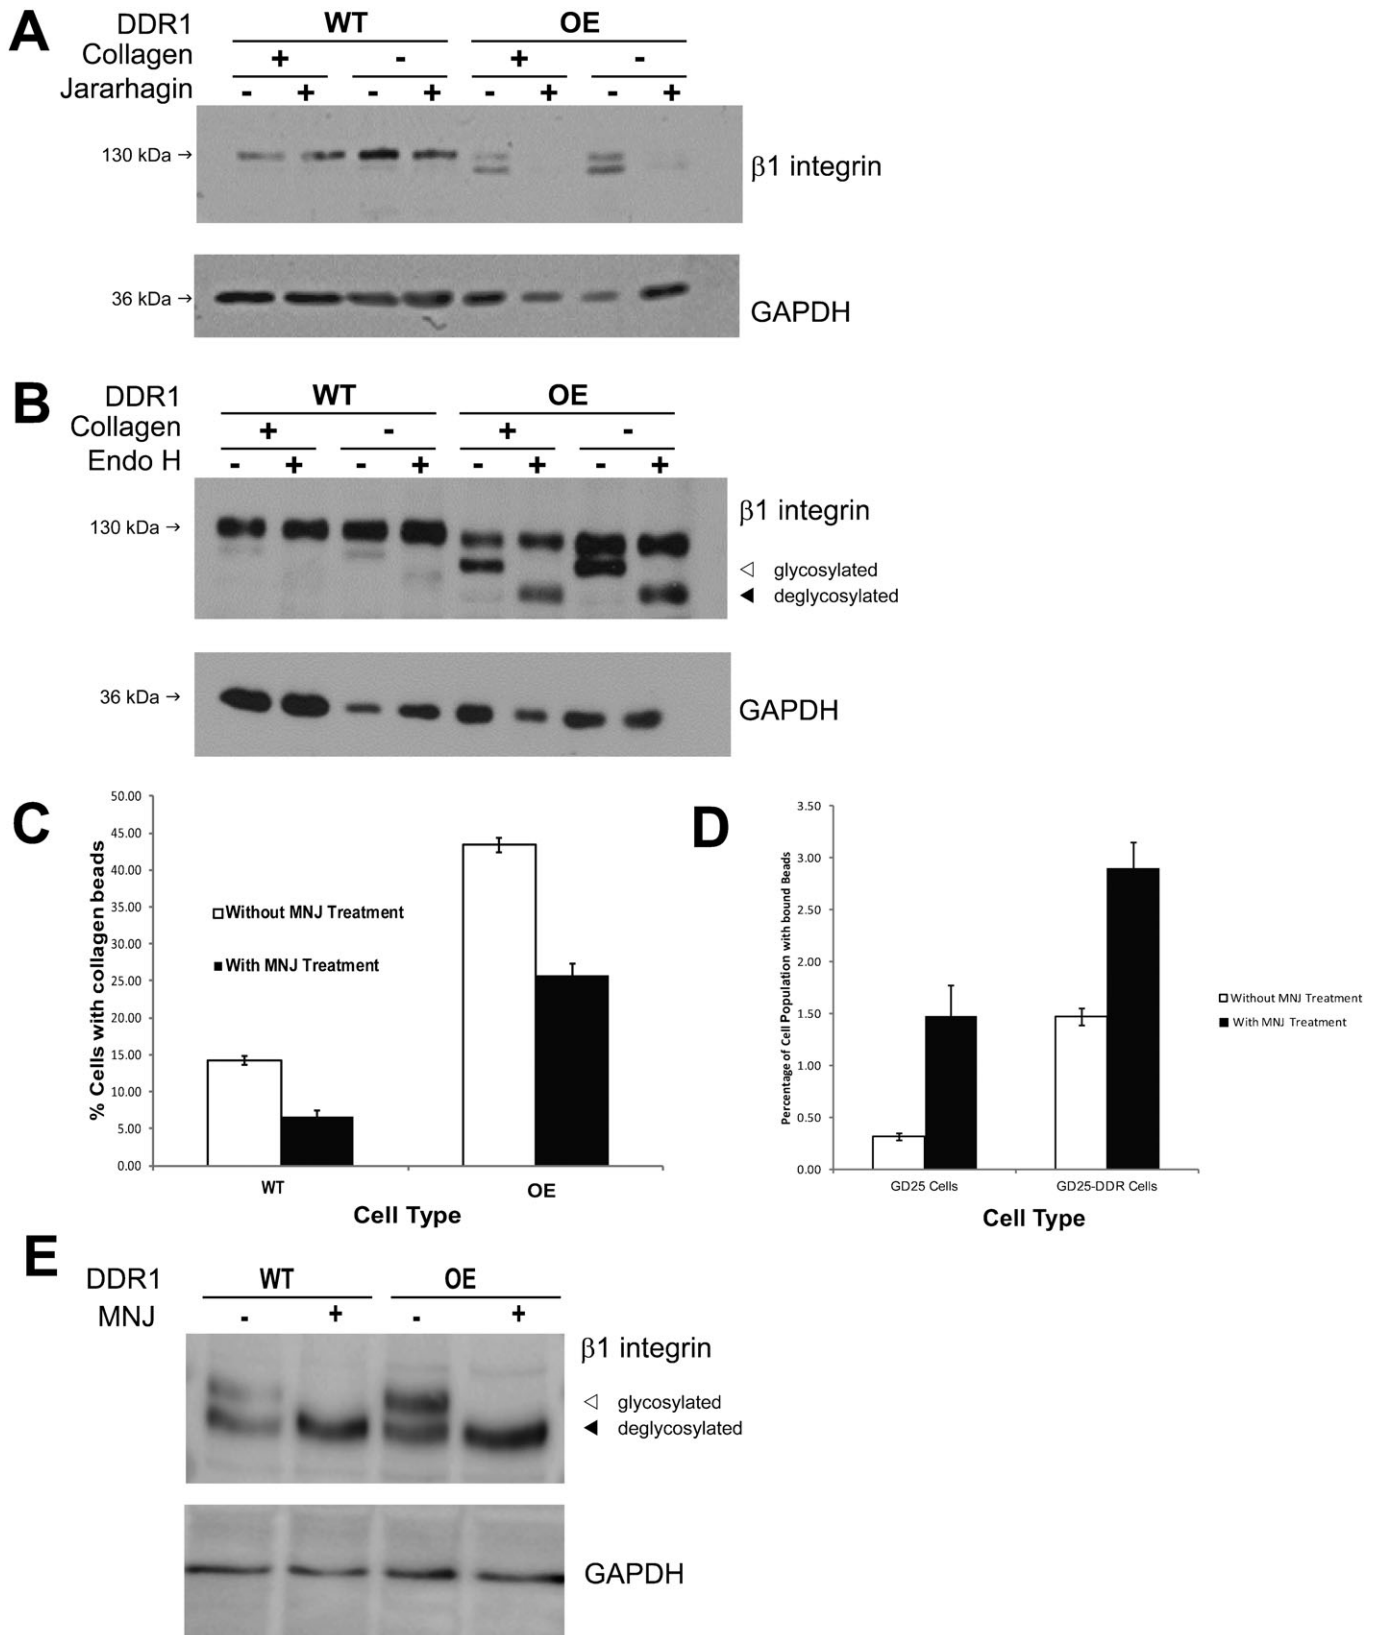 A
DDR1 WT OE
Collagen + - + -
Jararhagin - + - + - + - +
130 kDa →
β1 integrin
36 kDa →
GAPDH
B
DDR1 WT OE
Collagen + - + -
Endo H - + - + - + - +
130 kDa →
β1 integrin
◁ glycosylated
◀ deglycosylated
36 kDa →
GAPDH
C
% Cells with collagen beads
50.00
45.00
40.00
35.00
30.00
25.00
20.00
15.00
10.00
5.00
0.00
Without MNJ Treatment
With MNJ Treatment
WT OE
Cell Type
D
Percentage of Cell Population with bound Beads
3.50
3.00
2.50
2.00
1.50
1.00
0.50
0.00
Without MNJ Treatment
With MNJ Treatment
GD25 Cells GD25-DDR Cells
Cell Type
E
DDR1 WT OE
MNJ - + - +
β1 integrin
◁ glycosylated
◀ deglycosylated
GAPDH